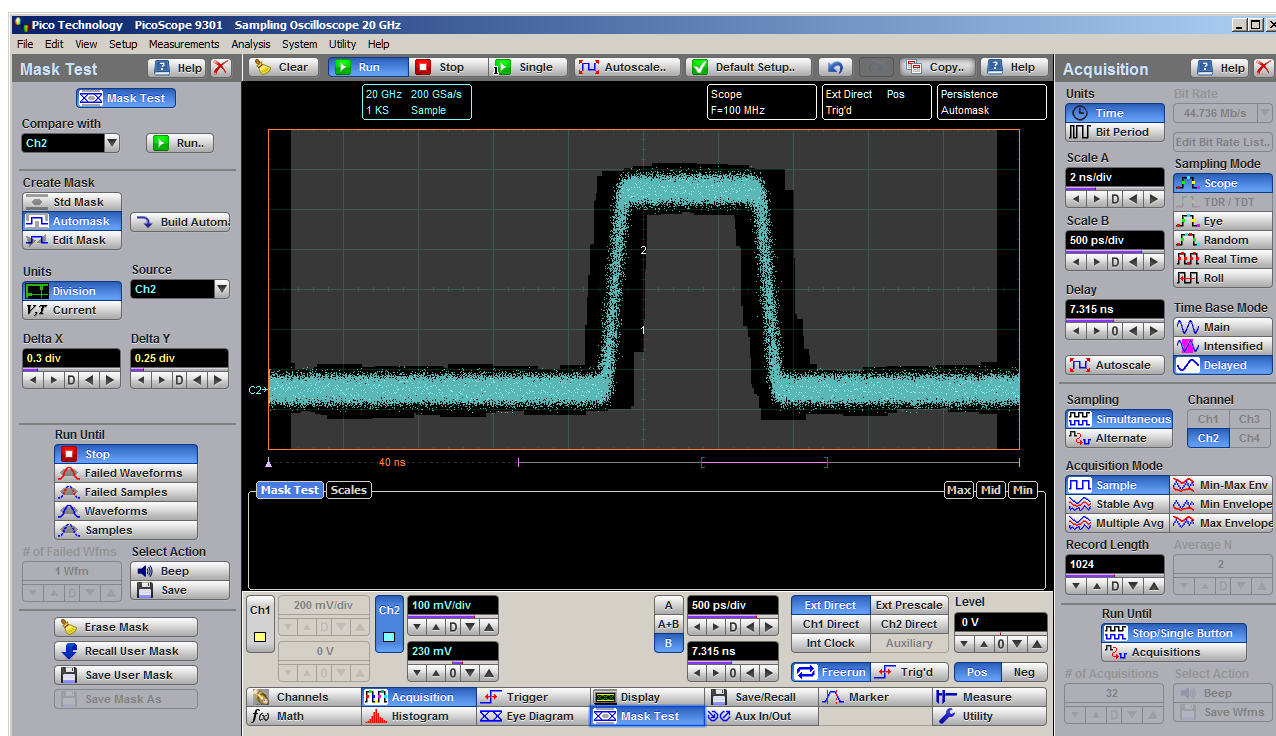 Pico Technology PicoScope 9301 Sampling Oscilloscope 20 GHz
File Edit View Setup Measurements Analysis System Utility Help
Mask Test
Help
Mask Test
Compare with
Ch2
Run..
Create Mask
Std Mask
Automask
Build Autom
Edit Mask
Units
Source
Division
Ch2
V,T Current
Delta X
Delta Y
0.3 div
0.25 div
D
D
Run Until
Stop
Failed Waveforms
Failed Samples
Waveforms
Samples
# of Failed Wfms
Select Action
1 Wfm
Beep
D
Save
Erase Mask
Recall User Mask
Save User Mask
Save Mask As
Clear
Run
Stop
Single
Autoscale..
Default Setup..
Copy..
Help
20 GHz 200 GSa/s
1 KS Sample
Scope
F=100 MHz
Ext Direct Pos
Trig'd
Persistence
Automask
2
1
C2
40 ns
Mask Test
Scales
Max
Mid
Min
Ch1
200 mV/div
D
0 V
0
Ch2
100 mV/div
D
230 mV
0
A
A+B
B
500 ps/div
D
7.315 ns
0
Ext Direct
Ext Prescale
Ch1 Direct
Ch2 Direct
Int Clock
Auxiliary
Freerun
Trig'd
Level
0 V
0
Pos
Neg
Channels
Acquisition
Trigger
Display
Save/Recall
Marker
Measure
f(x) Math
Histogram
Eye Diagram
Mask Test
Aux In/Out
Utility
Acquisition
Help
Units
Bit Rate
Time
44.736 Mb/s
Bit Period
Edit Bit Rate List..
Scale A
Sampling Mode
2 ns/div
Scope
D
TDR / TDT
Scale B
Eye
500 ps/div
Random
D
Real Time
Roll
Delay
7.315 ns
Time Base Mode
0
Main
Intensified
Autoscale
Delayed
Sampling
Channel
Simultaneous
Ch1
Ch3
Alternate
Ch2
Ch4
Acquisition Mode
Sample
Min-Max Env
Stable Avg
Min Envelope
Multiple Avg
Max Envelope
Record Length
Average N
1024
2
D
D
Run Until
Stop/Single Button
Acquisitions
# of Acquisitions
Select Action
32
Beep
D
Save Wfms